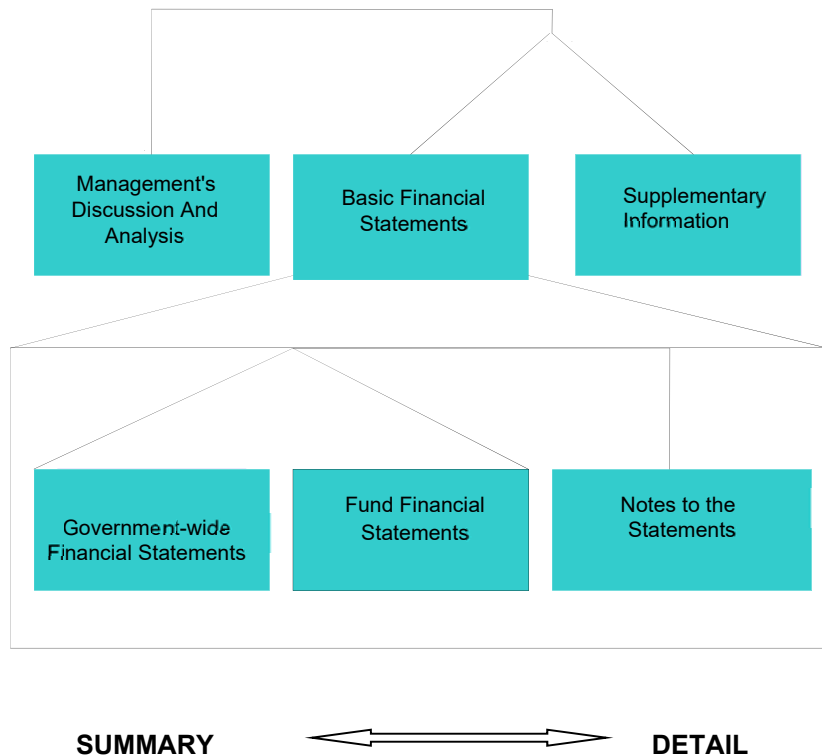 Management's
Discussion And
Analysis
Basic Financial
Statements
Supplementary
Information
Government-wide
Financial Statements
Fund Financial
Statements
Notes to the
Statements
SUMMARY
DETAIL